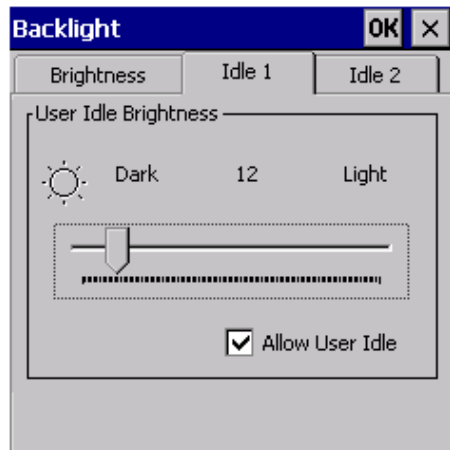 Backlight OK ×
Brightness Idle 1 Idle 2
User Idle Brightness
Dark 12 Light
Allow User Idle